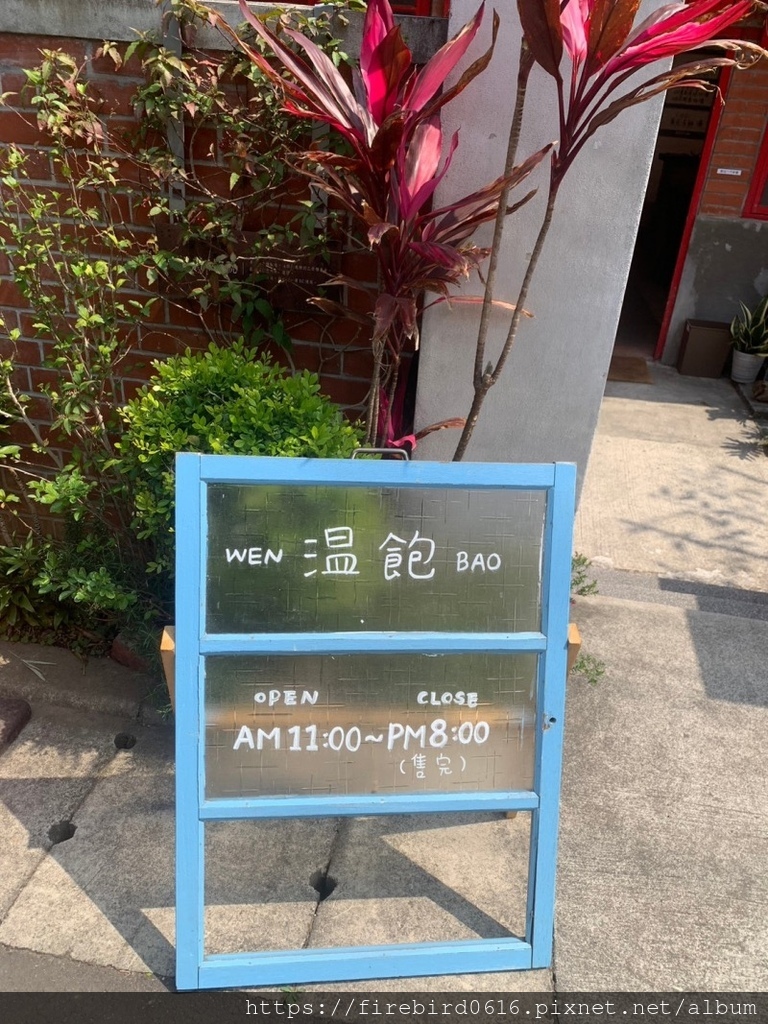 WEN 温飽 BAO
OPEN CLOSE
AM11:00~PM8:00
(售完)
https://firebird0616.pixnet.net/album